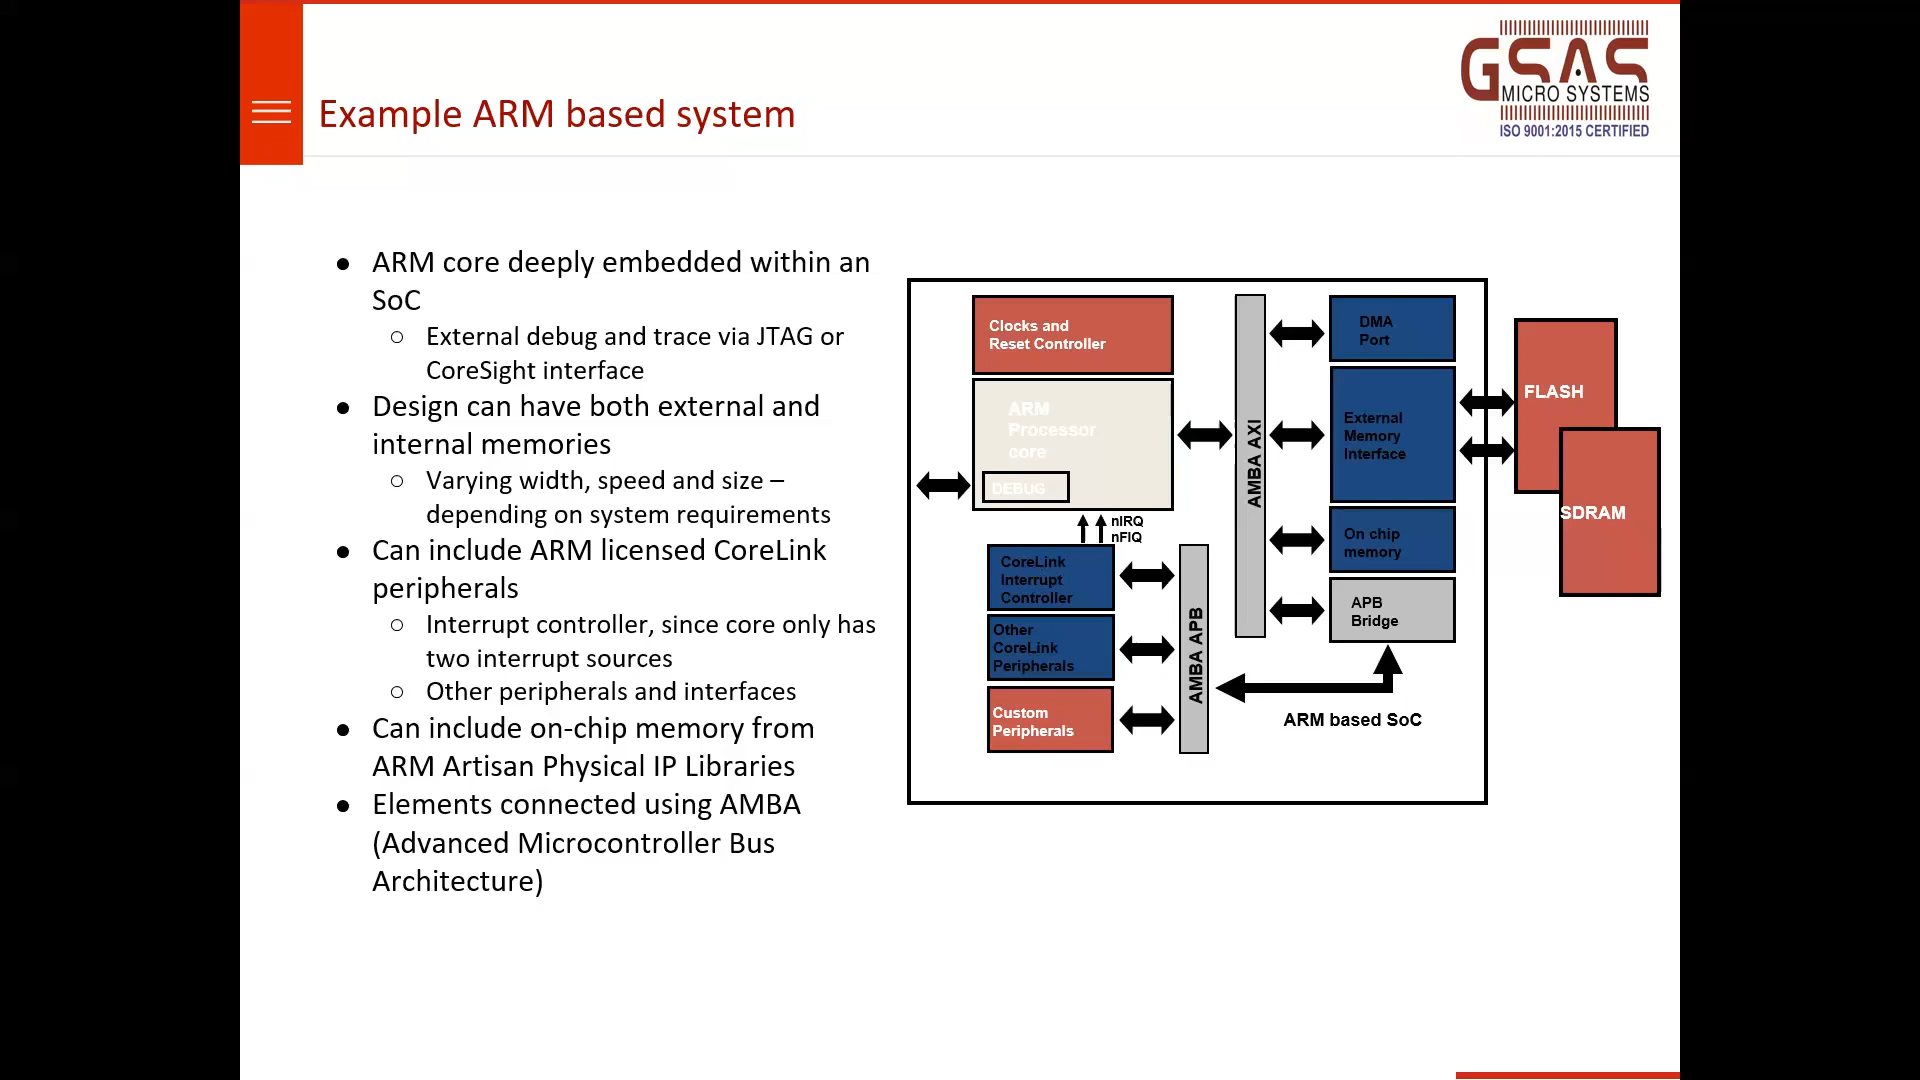 GSAS
MICRO SYSTEMS
ISO 9001:2015 CERTIFIED
Example ARM based system
● ARM core deeply embedded within an
SoC
○ External debug and trace via JTAG or
CoreSight interface
● Design can have both external and
internal memories
○ Varying width, speed and size –
depending on system requirements
● Can include ARM licensed CoreLink
peripherals
○ Interrupt controller, since core only has
two interrupt sources
○ Other peripherals and interfaces
● Can include on-chip memory from
ARM Artisan Physical IP Libraries
● Elements connected using AMBA
(Advanced Microcontroller Bus
Architecture)
Clocks and
Reset Controller
ARM
Processor
core
DEBUG
nIRQ
nFIQ
CoreLink
Interrupt
Controller
Other
CoreLink
Peripherals
Custom
Peripherals
AMBA APB
AMBA AXI
DMA
Port
External
Memory
Interface
On chip
memory
APB
Bridge
ARM based SoC
FLASH
SDRAM